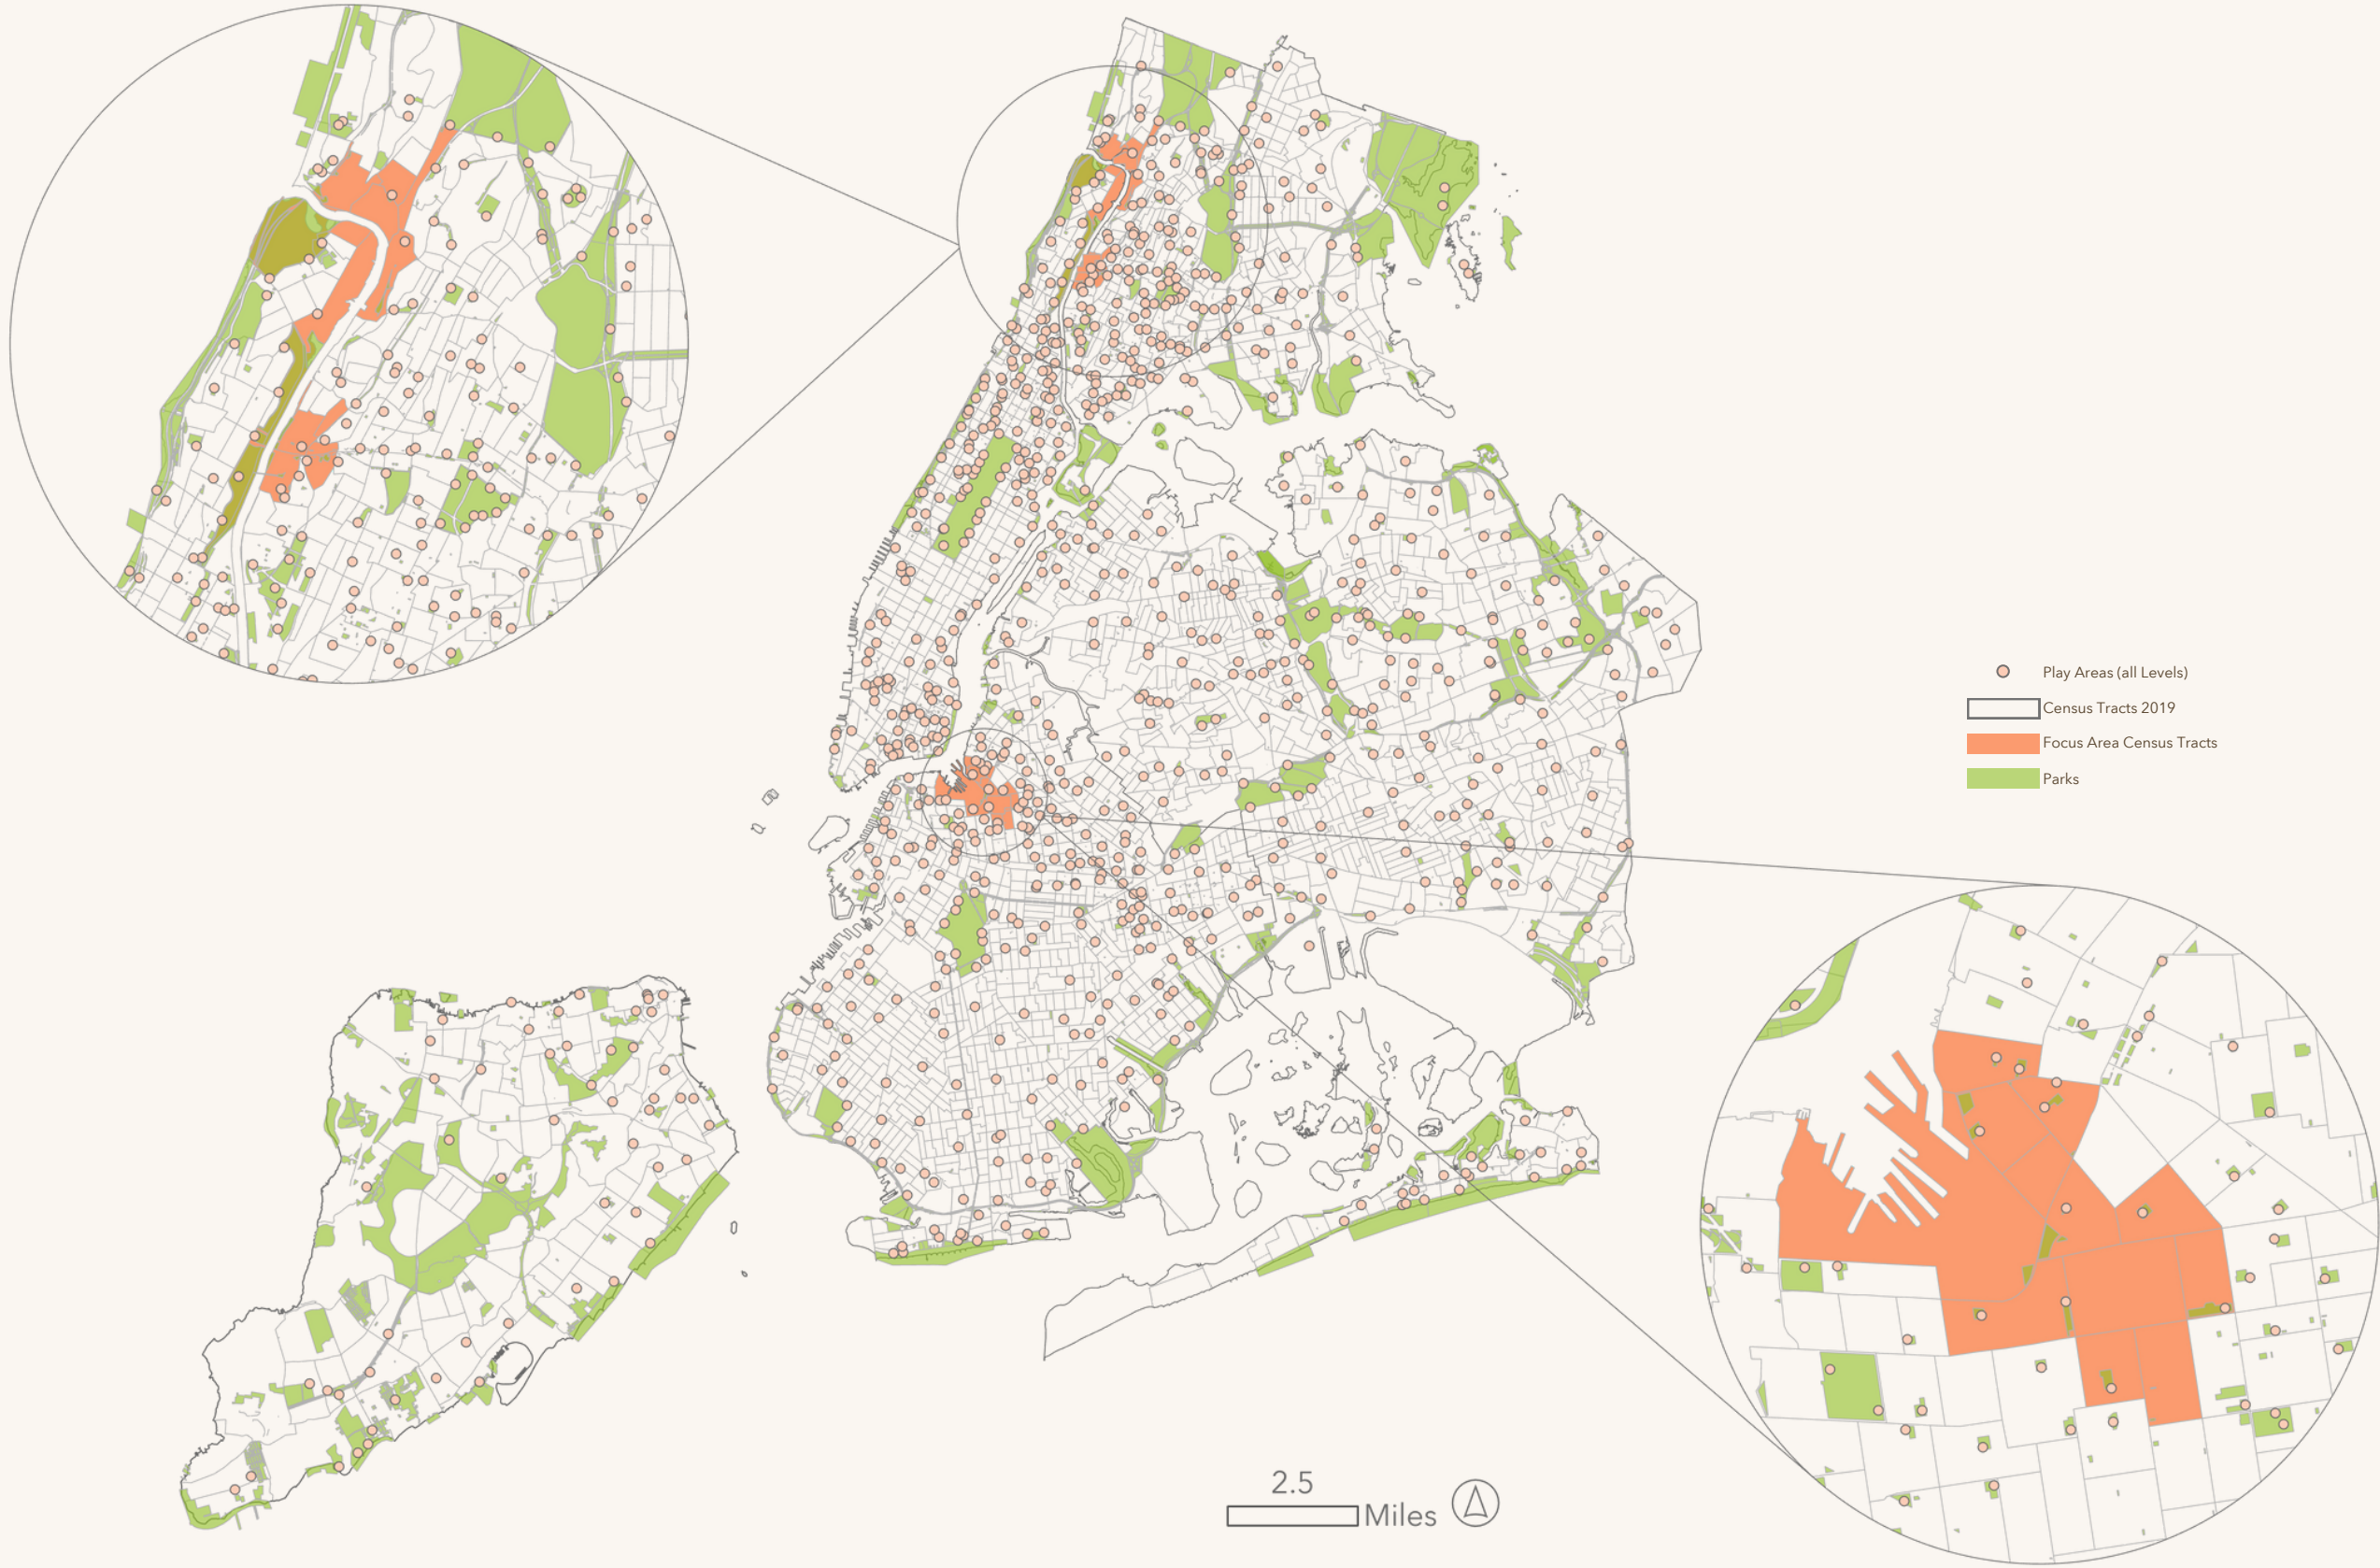 Play Areas (all Levels)
Census Tracts 2019
Focus Area Census Tracts
Parks
2.5
Miles